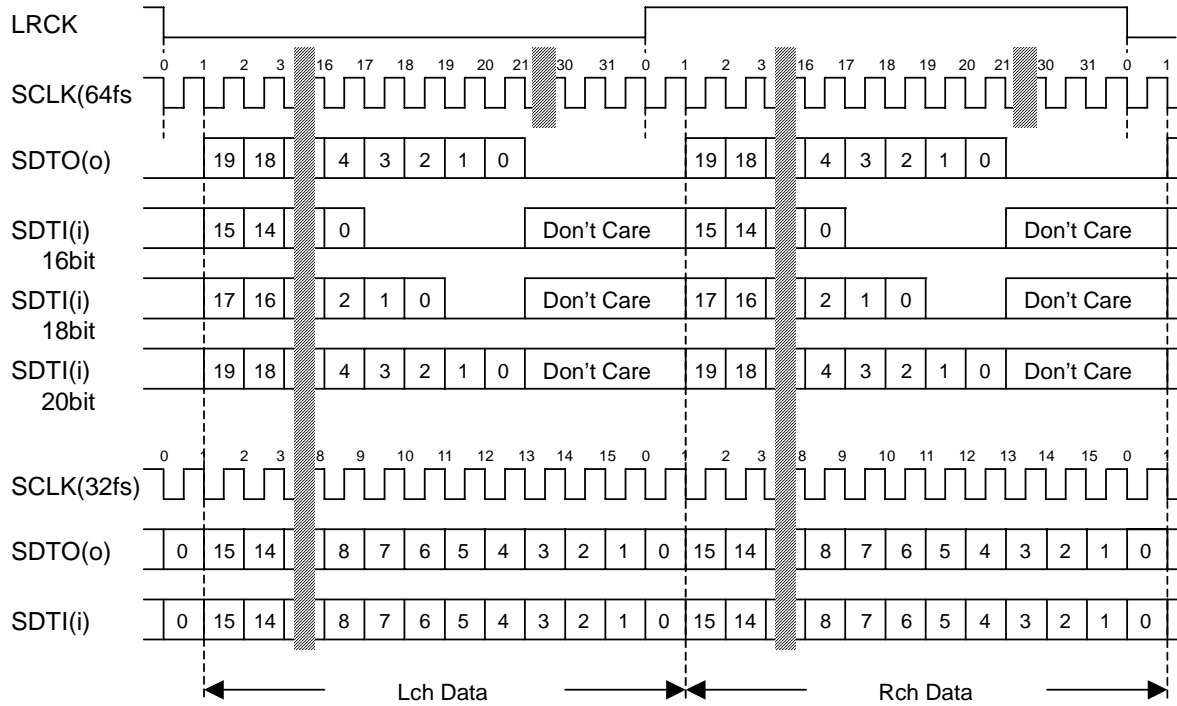 LRCK
0 1 2 3 16 17 18 19 20 21 30 31 0 1 2 3 16 17 18 19 20 21 30 31 0 1
SCLK(64fs
SDTO(o) 19 18 4 3 2 1 0 19 18 4 3 2 1 0
SDTI(i) 15 14 0 Don't Care 15 14 0 Don't Care
16bit
SDTI(i) 17 16 2 1 0 Don't Care 17 16 2 1 0 Don't Care
18bit
SDTI(i) 19 18 4 3 2 1 0 Don't Care 19 18 4 3 2 1 0 Don't Care
20bit
0 1 2 3 8 9 10 11 12 13 14 15 0 1 2 3 8 9 10 11 12 13 14 15 0 1
SCLK(32fs)
SDTO(o) 0 15 14 8 7 6 5 4 3 2 1 0 15 14 8 7 6 5 4 3 2 1 0
SDTI(i) 0 15 14 8 7 6 5 4 3 2 1 0 15 14 8 7 6 5 4 3 2 1 0
Lch Data Rch Data